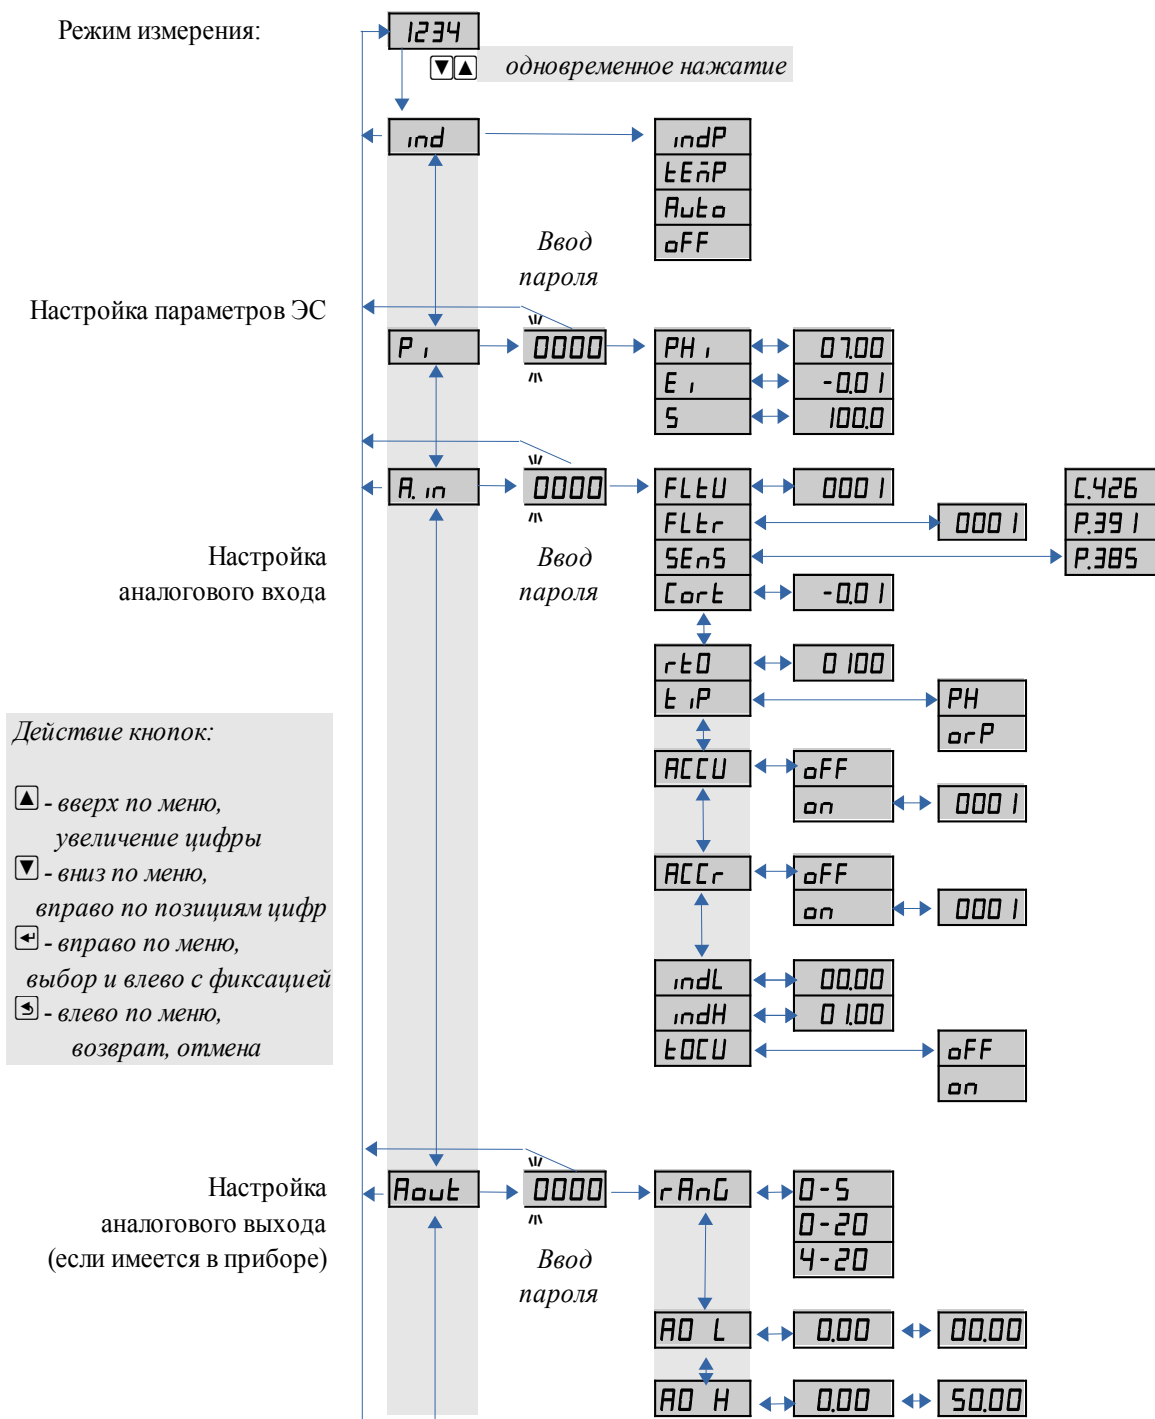 Режим измерения:
1234
одновременное нажатие
ind
indP
tEmP
Auto
oFF
Ввод
пароля
Настройка параметров ЭС
P i
0000
PH i
07.00
E i
-0.01
S
100.0
A. in
0000
FLtU
0001
C.426
FLtr
0001
P.391
SEnS
P.385
Cort
-0.01
Настройка
аналогового входа
Ввод
пароля
rt0
0100
t iP
PH
orP
Действие кнопок:
▲ - вверх по меню,
увеличение цифры
▼ - вниз по меню,
вправо по позициям цифр
↵ - вправо по меню,
выбор и влево с фиксацией
- влево по меню,
возврат, отмена
ACCU
oFF
on
0001
ACCr
oFF
on
0001
indL
00.00
indH
01.00
t0CU
oFF
on
Настройка
аналогового выхода
(если имеется в приборе)
Aout
0000
Ввод
пароля
rAnG
0-5
0-20
4-20
A0 L
0.00
00.00
A0 H
0.00
50.00